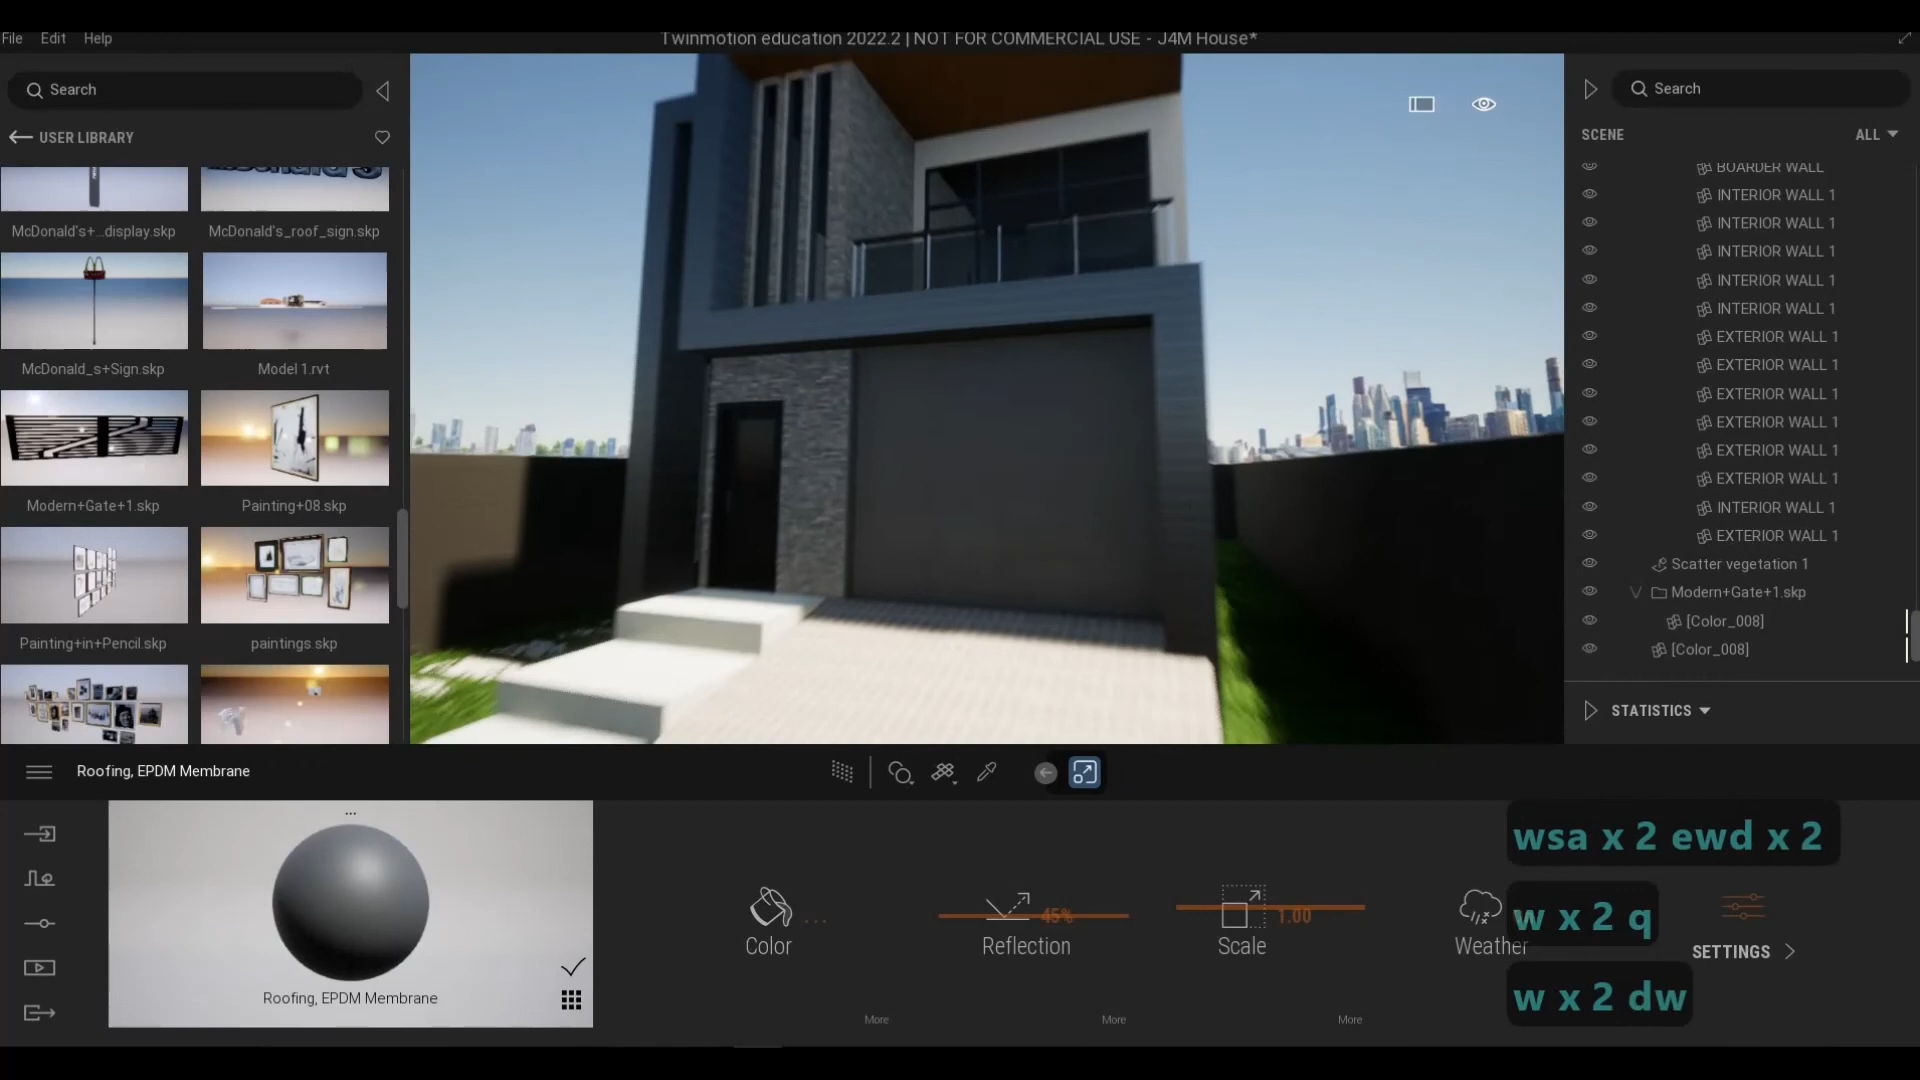 File Edit Help
Twinmotion education 2022.2 | NOT FOR COMMERCIAL USE - J4M House*
Search
USER LIBRARY
McDonald's+...display.skp
McDonald's_roof_sign.skp
McDonald_s+Sign.skp
Model 1.rvt
Modern+Gate+1.skp
Painting+08.skp
Painting+in+Pencil.skp
paintings.skp
Search
SCENE
ALL
BOARDER WALL
INTERIOR WALL 1
INTERIOR WALL 1
INTERIOR WALL 1
INTERIOR WALL 1
INTERIOR WALL 1
EXTERIOR WALL 1
EXTERIOR WALL 1
EXTERIOR WALL 1
EXTERIOR WALL 1
EXTERIOR WALL 1
EXTERIOR WALL 1
INTERIOR WALL 1
EXTERIOR WALL 1
Scatter vegetation 1
Modern+Gate+1.skp
[Color_008]
[Color_008]
STATISTICS
Roofing, EPDM Membrane
...
Roofing, EPDM Membrane
...
Color
45%
Reflection
1.00
Scale
Weather
SETTINGS
More
More
More
wsa x 2 ewd x 2
w x 2 q
w x 2 dw